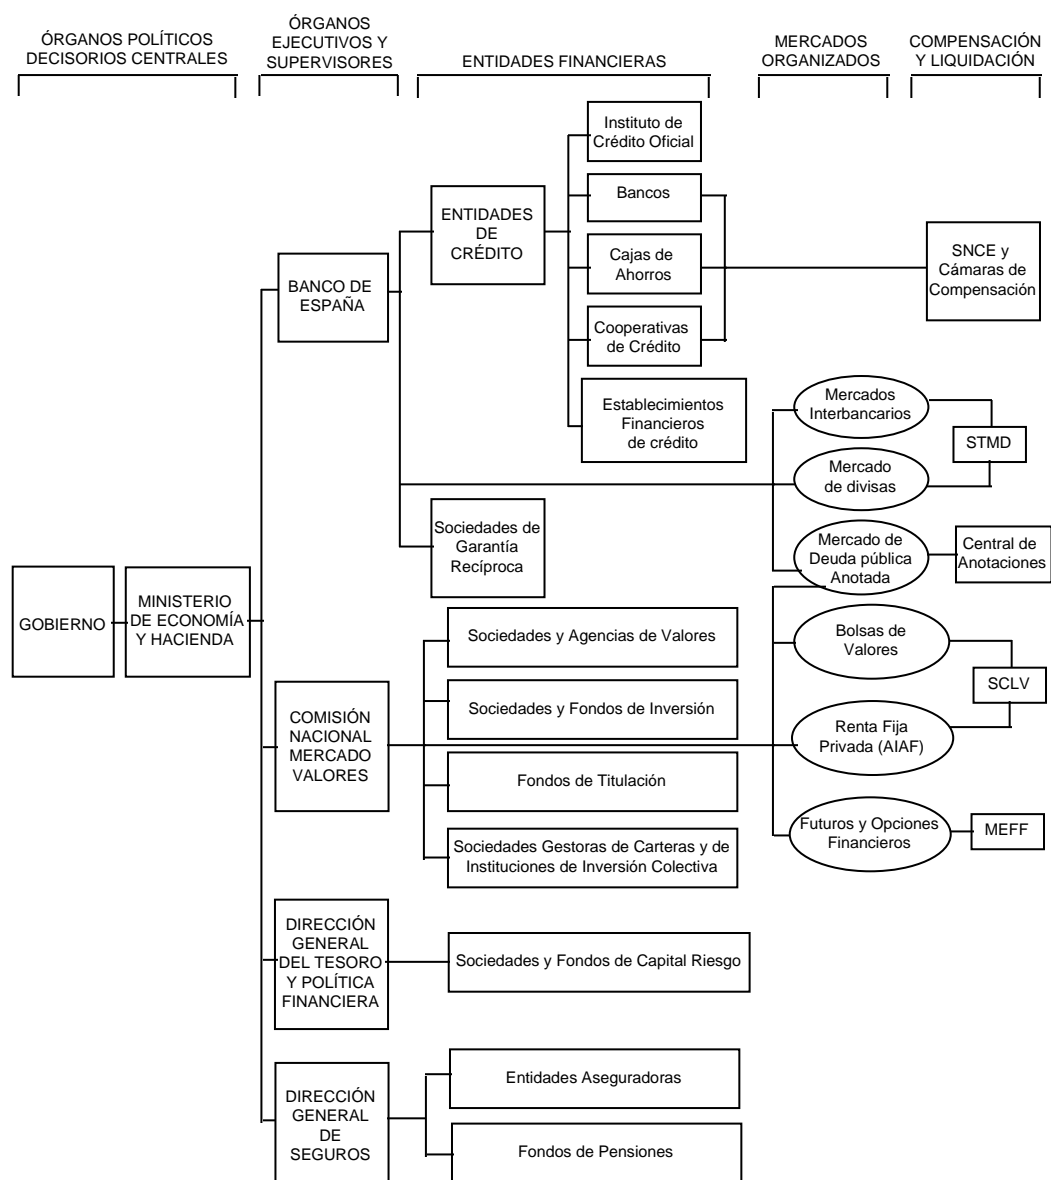 ÓRGANOS POLÍTICOS
DECISORIOS CENTRALES
ÓRGANOS
EJECUTIVOS Y
SUPERVISORES
ENTIDADES FINANCIERAS
MERCADOS
ORGANIZADOS
COMPENSACIÓN
Y LIQUIDACIÓN
GOBIERNO
MINISTERIO
DE ECONOMÍA
Y HACIENDA
BANCO DE
ESPAÑA
ENTIDADES
DE
CRÉDITO
Instituto de
Crédito Oficial
Bancos
Cajas de
Ahorros
Cooperativas
de Crédito
Establecimientos
Financieros
de crédito
SNCE y
Cámaras de
Compensación
Sociedades de
Garantía
Recíproca
Mercados
Interbancarios
Mercado
de divisas
STMD
Mercado de
Deuda pública
Anotada
Central de
Anotaciones
COMISIÓN
NACIONAL
MERCADO
VALORES
Sociedades y Agencias de Valores
Sociedades y Fondos de Inversión
Fondos de Titulación
Sociedades Gestoras de Carteras y de
Instituciones de Inversión Colectiva
Bolsas de
Valores
Renta Fija
Privada (AIAF)
SCLV
Futuros y Opciones
Financieros
MEFF
DIRECCIÓN
GENERAL
DEL TESORO
Y POLÍTICA
FINANCIERA
Sociedades y Fondos de Capital Riesgo
DIRECCIÓN
GENERAL
DE
SEGUROS
Entidades Aseguradoras
Fondos de Pensiones